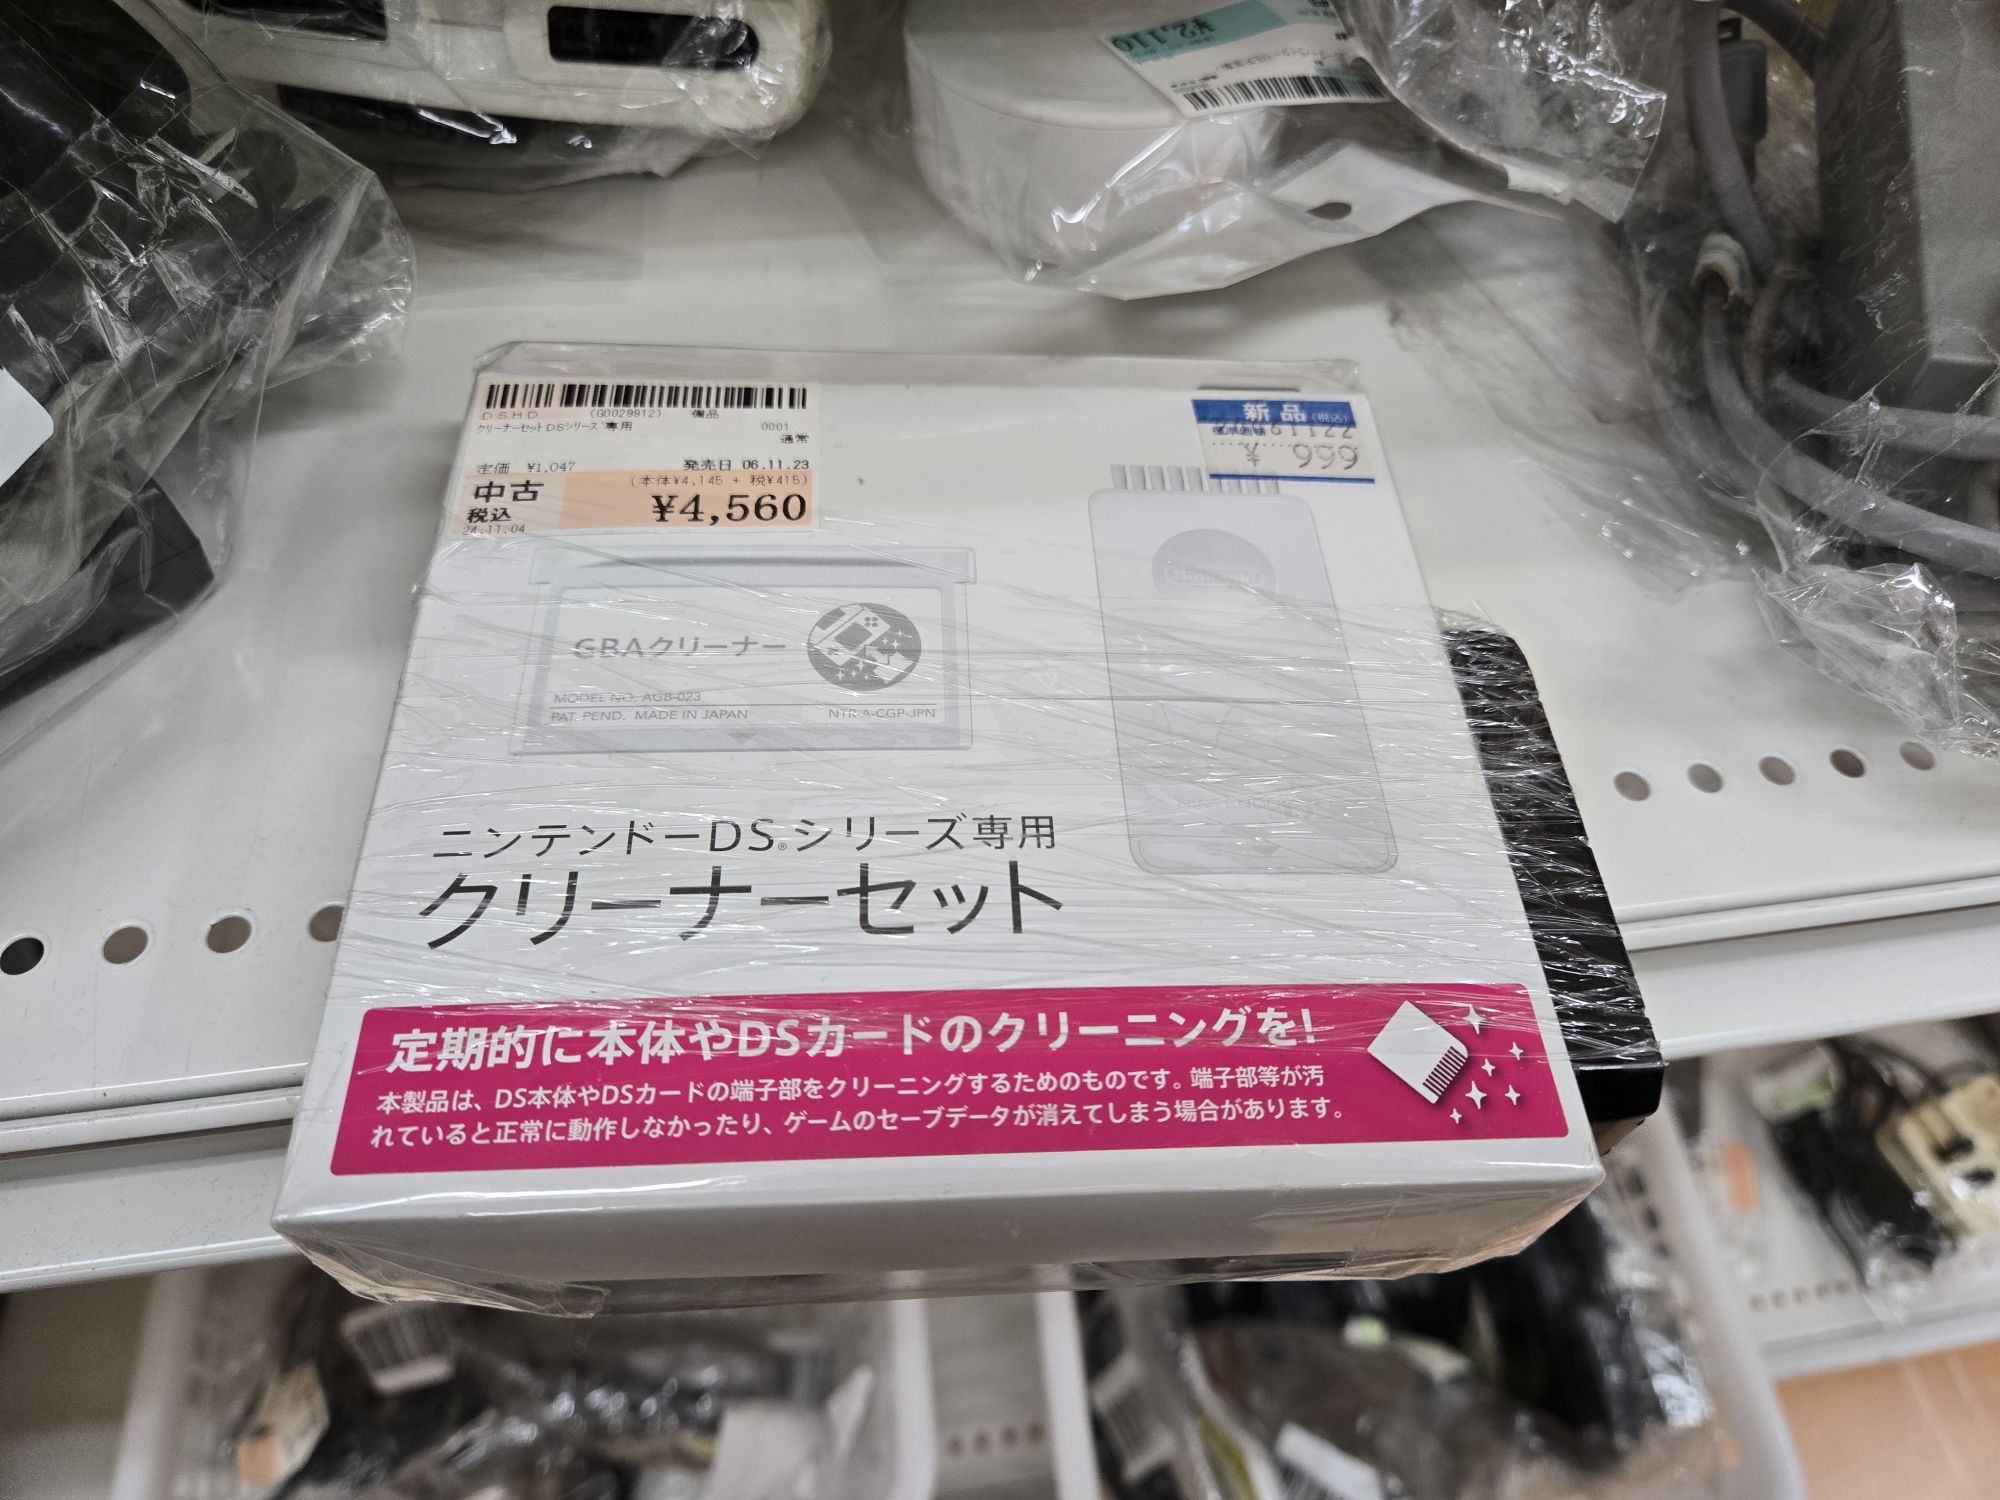 ¥2,110
DSHD (G0029912) 備品
クリーナーセットDSシリーズ専用 0001
通常
定価 ¥1,047 発売日 06.11.23
(本体¥4,145 + 税¥415)
中古
税込 ¥4,560
24.11.04
新品(税込)
標準価格 20061122
¥ 999
Nintendo
GBAクリーナー
MODEL NO. AGB-023
PAT. PEND. MADE IN JAPAN NTR-A-CGP-JPN
ニンテンドーDS®シリーズ専用
クリーナーセット
定期的に本体やDSカードのクリーニングを!
本製品は、DS本体やDSカードの端子部をクリーニングするためのものです。端子部等が汚
れていると正常に動作しなかったり、ゲームのセーブデータが消えてしまう場合があります。